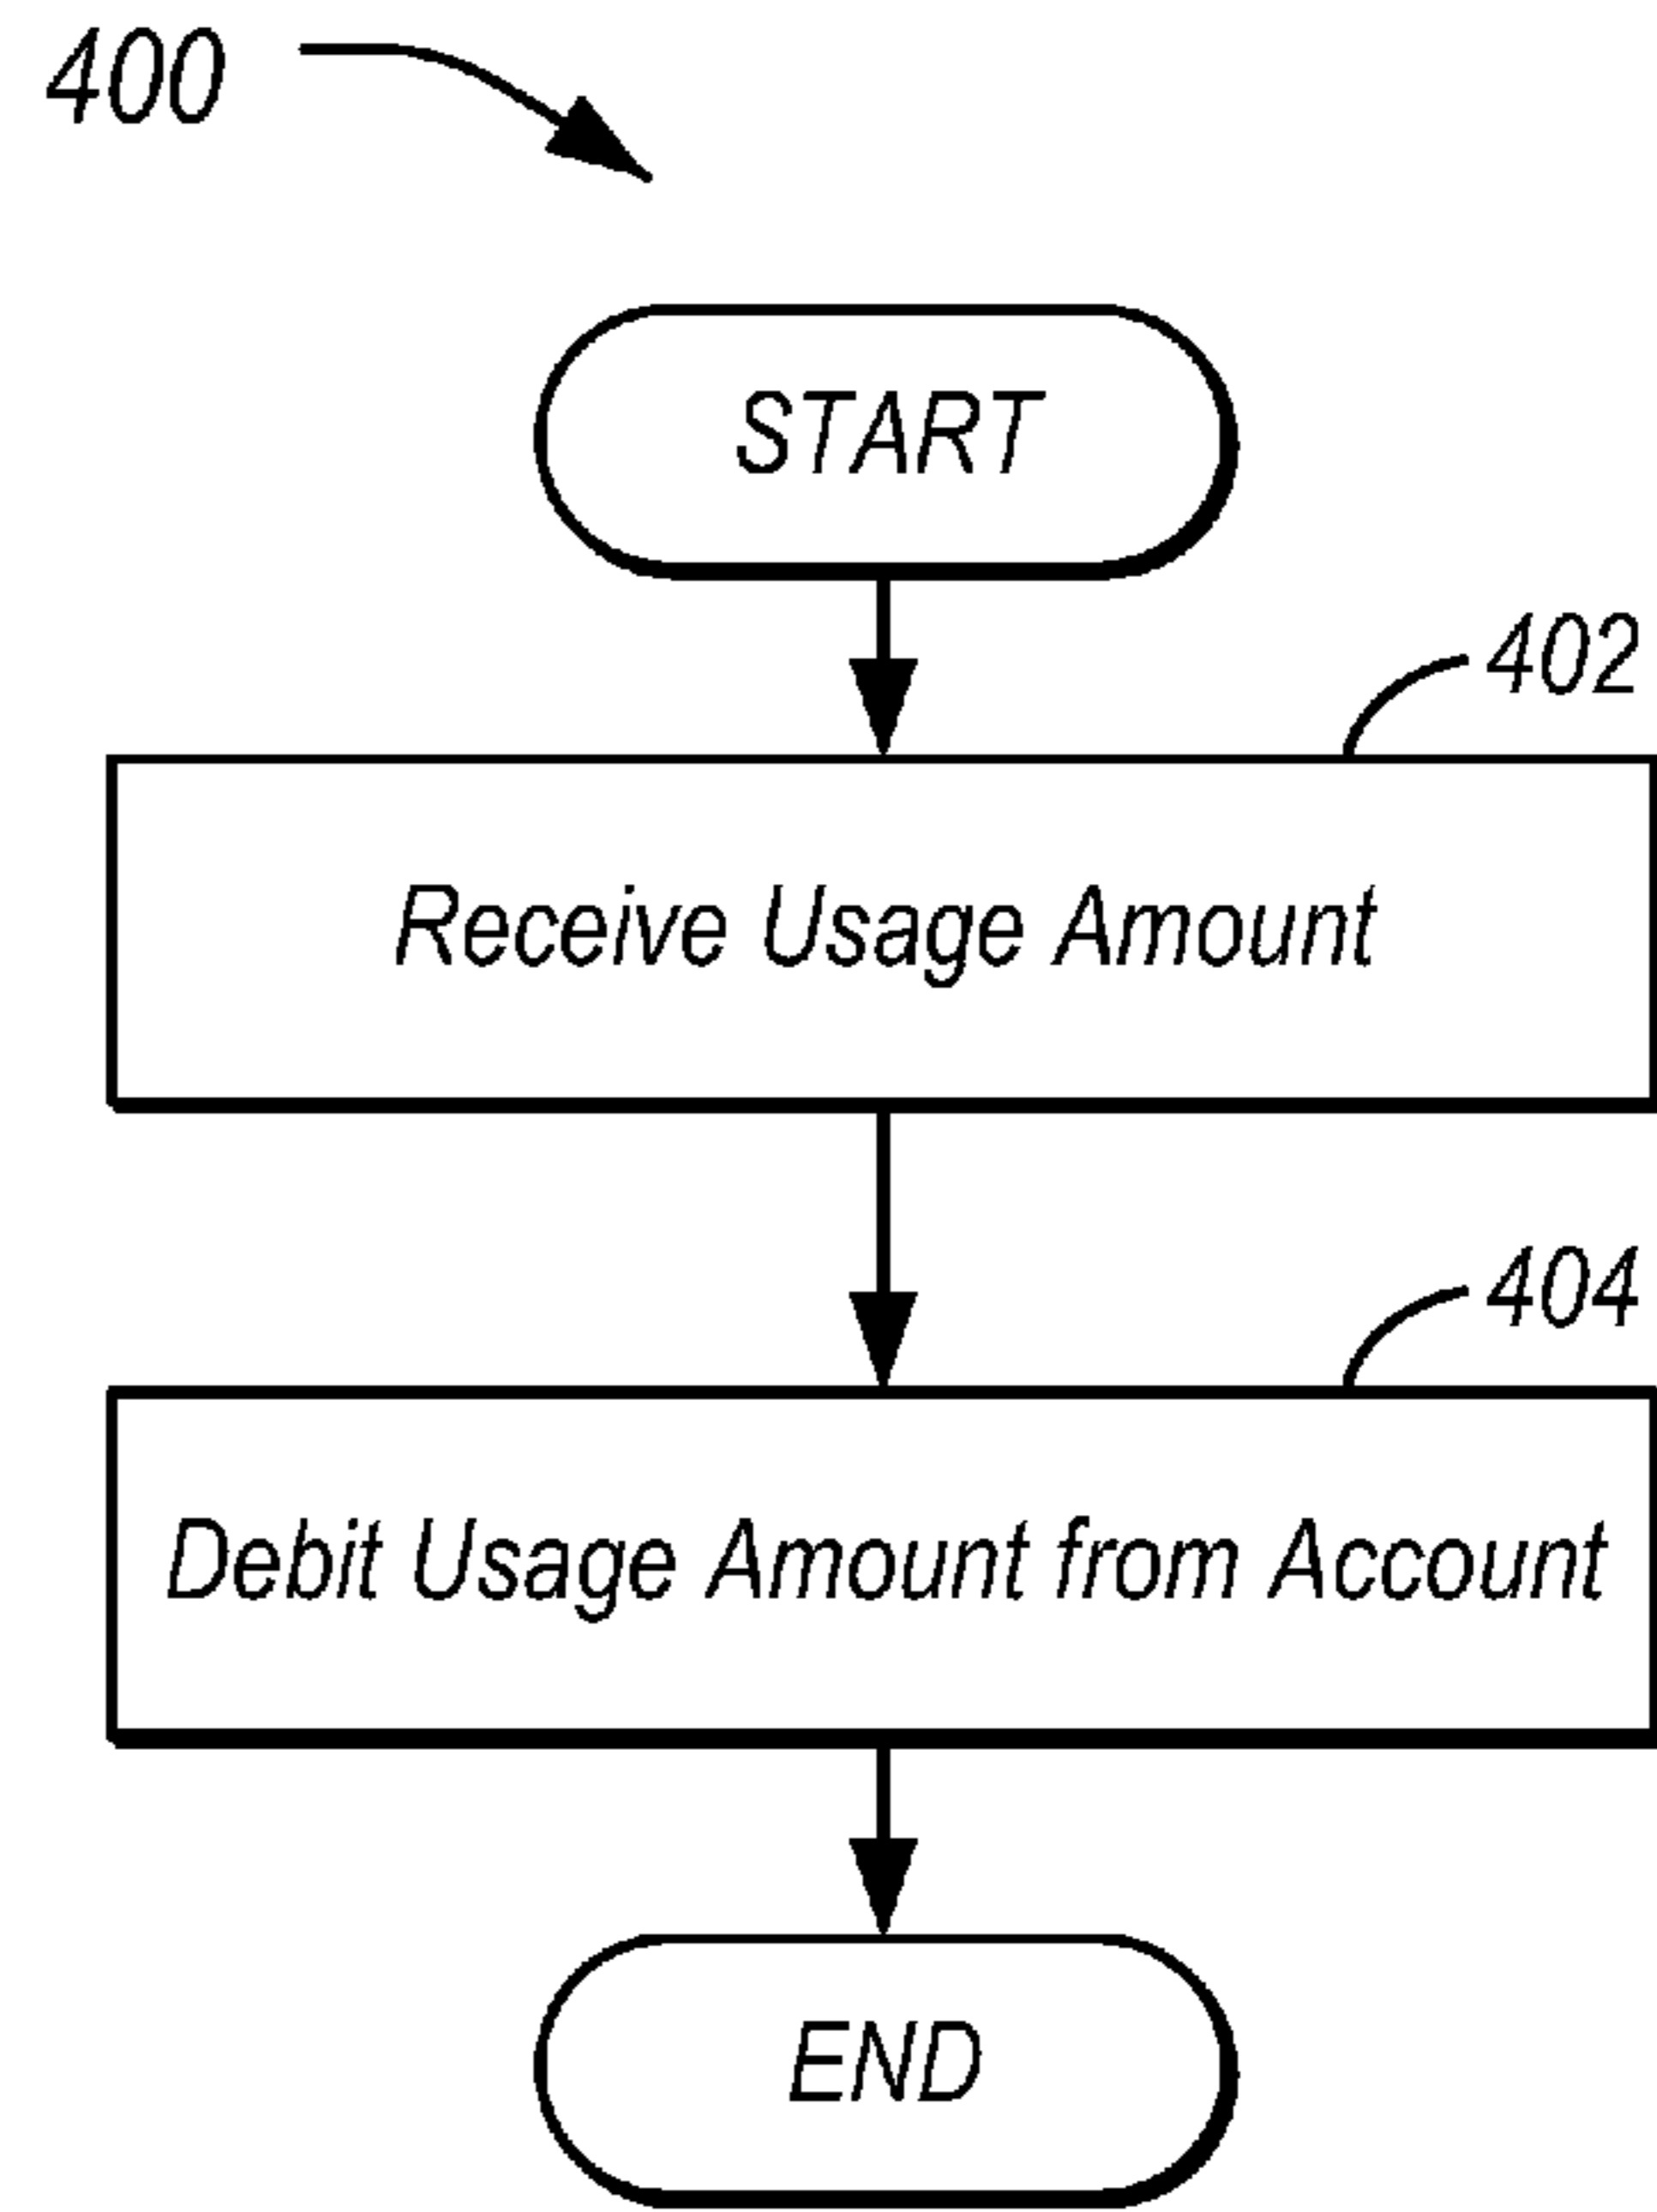 400
START
402
Receive Usage Amount
404
Debit Usage Amount from Account
END